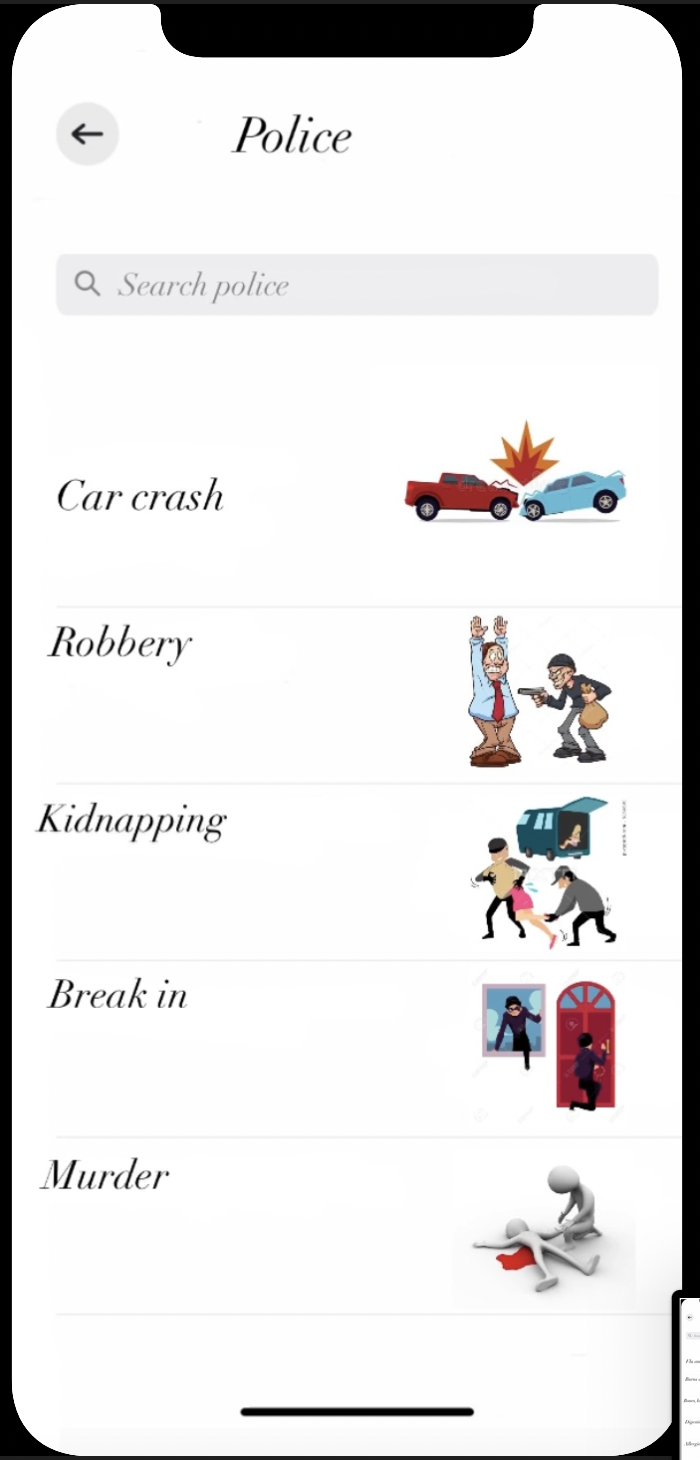 Police
Search police
Car crash
Robbery
Kidnapping
Break in
Murder